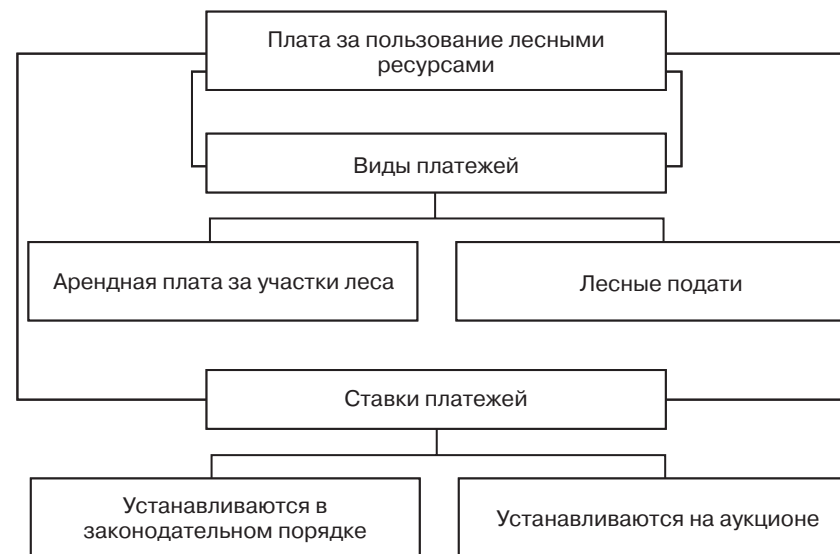 Плата за пользование лесными
ресурсами
Виды платежей
Арендная плата за участки леса
Лесные подати
Ставки платежей
Устанавливаются в
законодательном порядке
Устанавливаются на аукционе